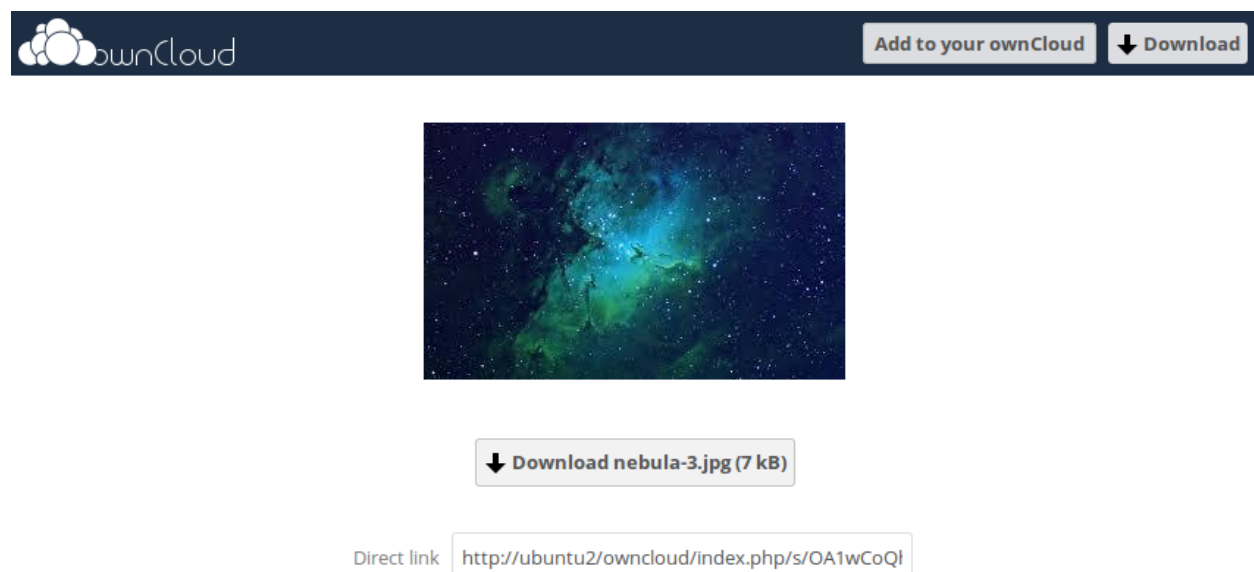 ownCloud
Add to your ownCloud
Download
Download nebula-3.jpg (7 kB)
Direct link
http://ubuntu2/owncloud/index.php/s/OA1wCoQ